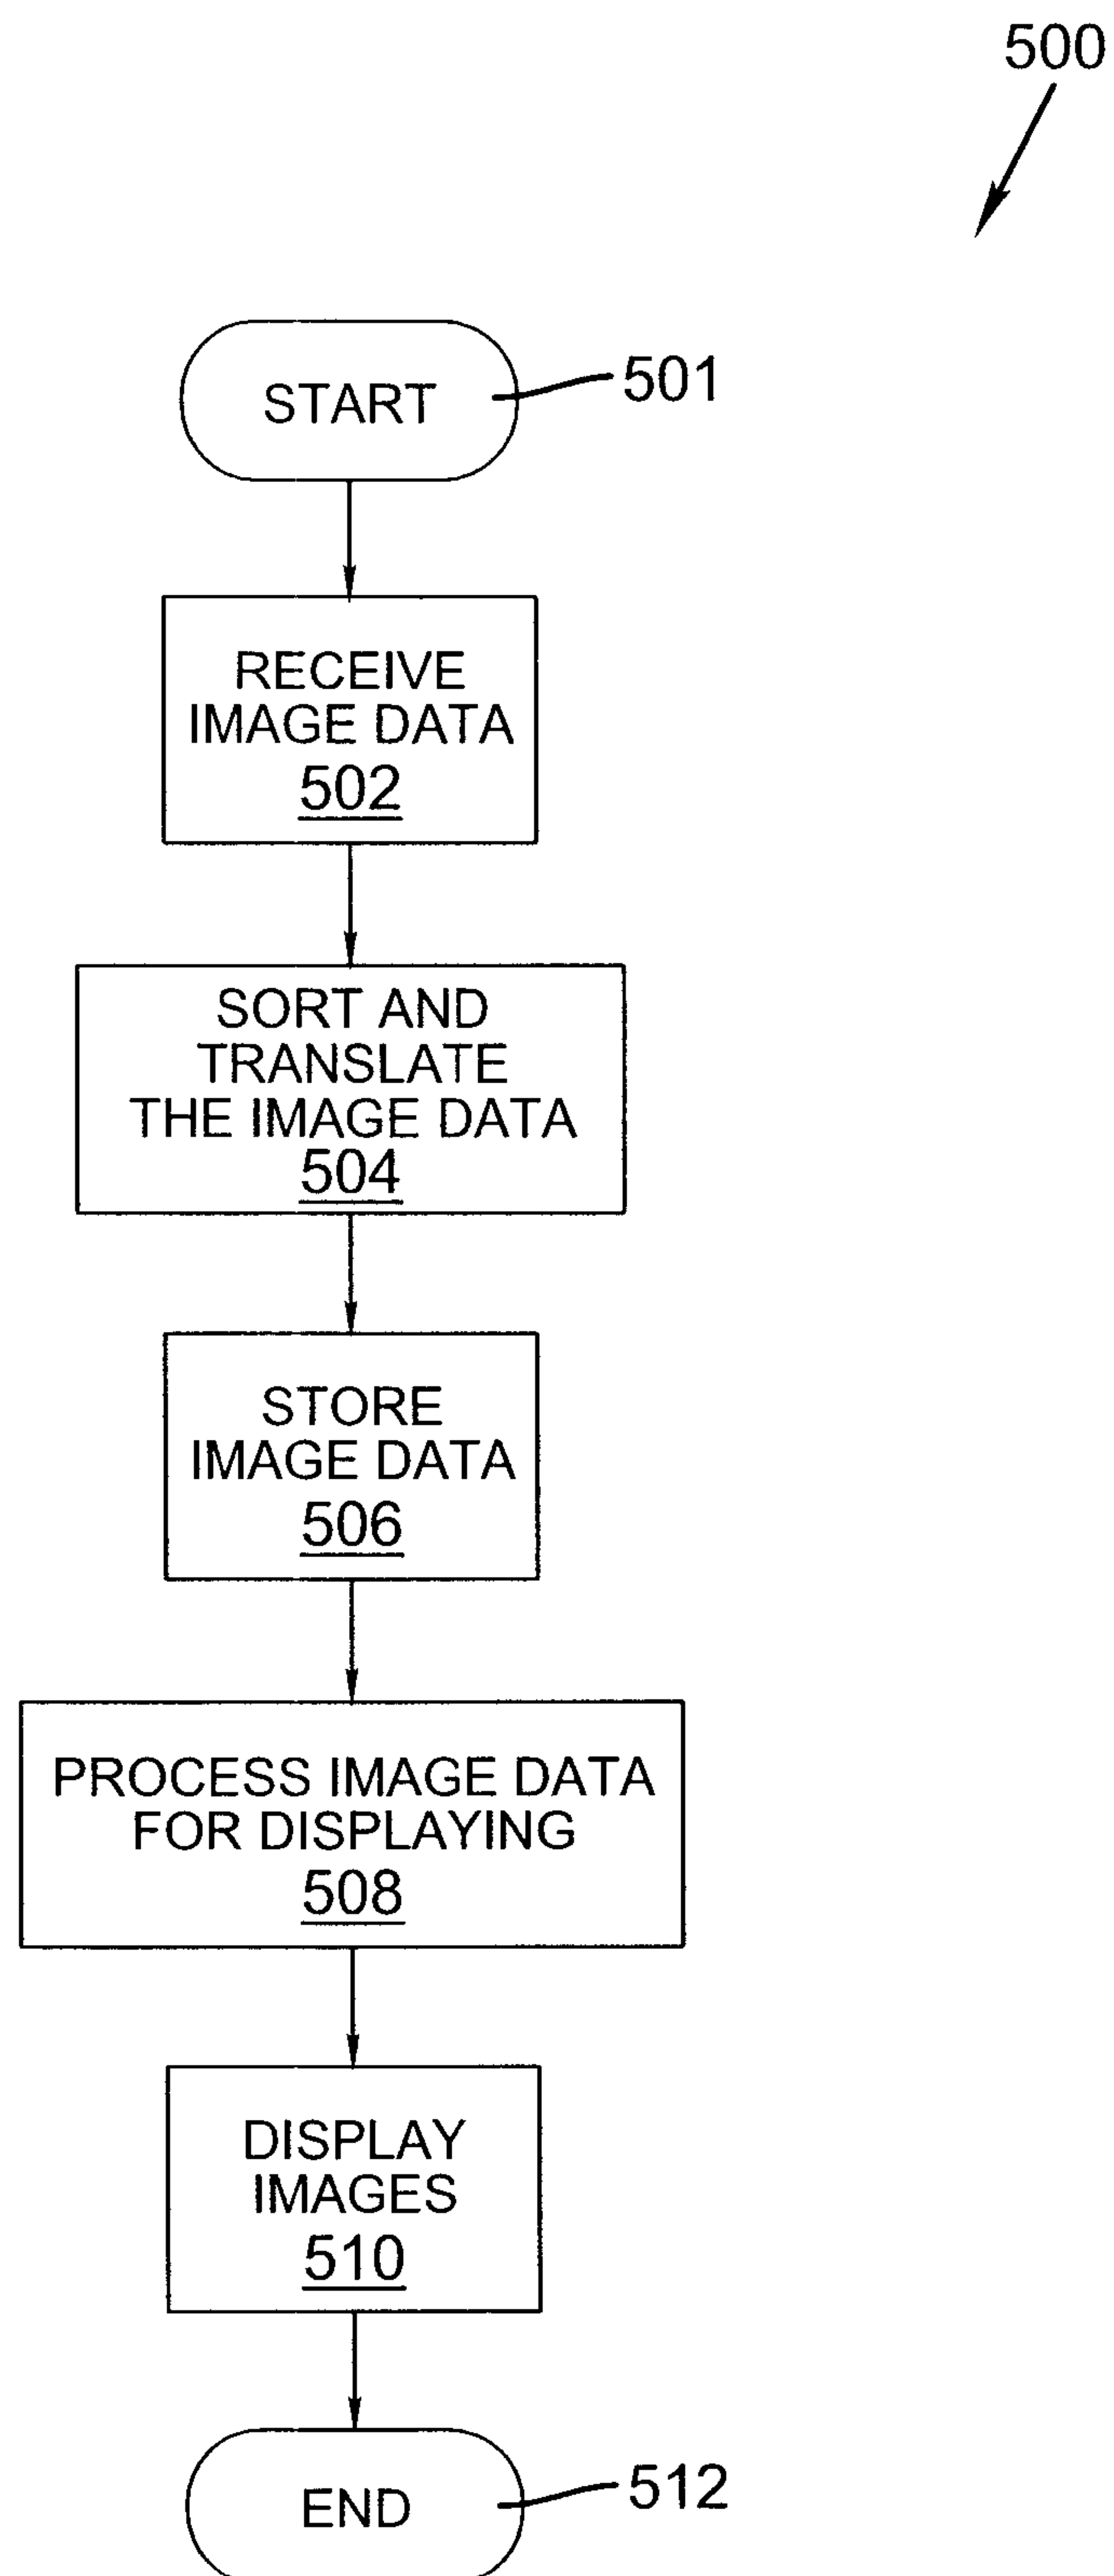 500
START
501
RECEIVE
IMAGE DATA
502
SORT AND
TRANSLATE
THE IMAGE DATA
504
STORE
IMAGE DATA
506
PROCESS IMAGE DATA
FOR DISPLAYING
508
DISPLAY
IMAGES
510
END
512